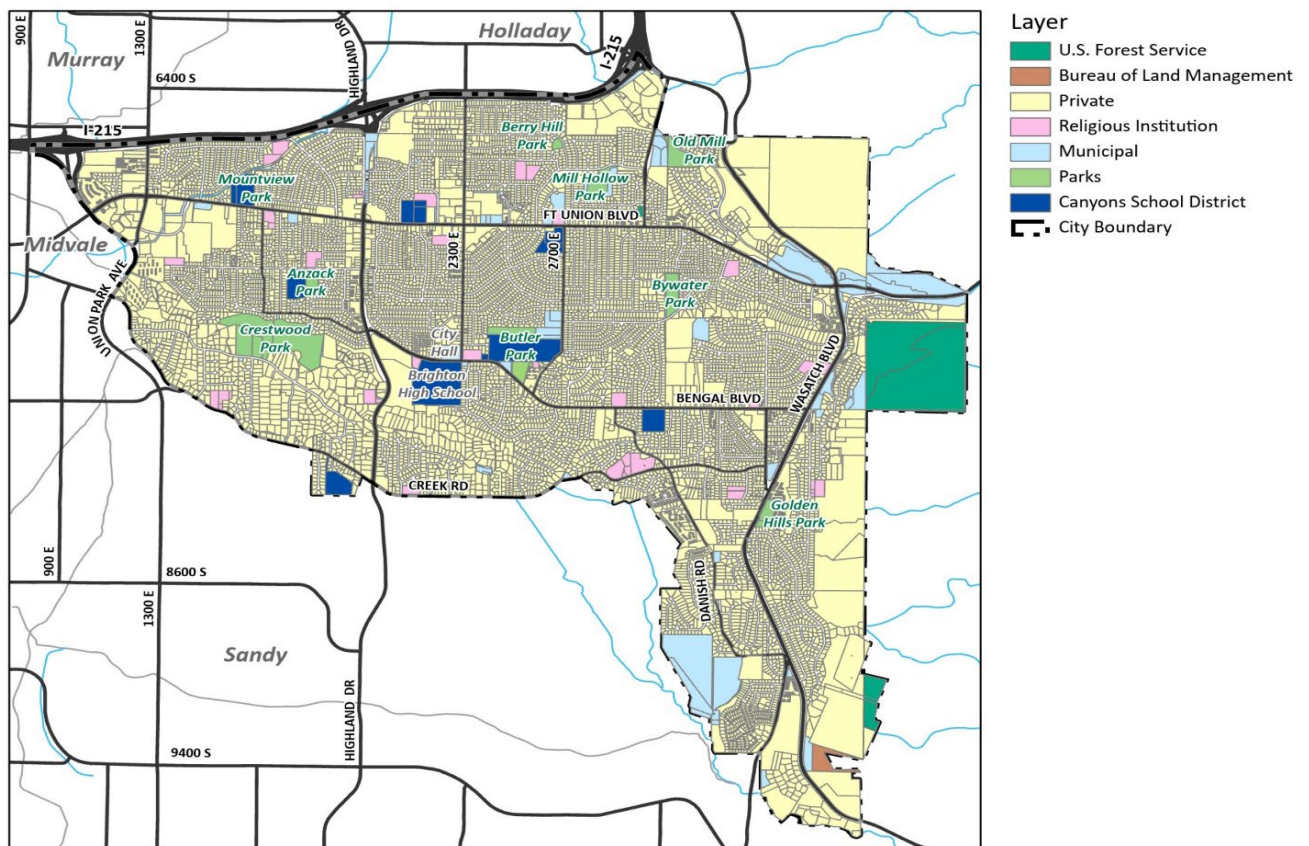 900 E
Murray
1300 E
6400 S
HIGHLAND DR
Holladay
I-215
I-215
Berry Hill
Park
Old Mill
Park
Mountview
Park
Mill Hollow
Park
FT UNION BLVD
Midvale
UNION PARK AVE
2300 E
2700 E
Anzack
Park
Bywater
Park
Crestwood
Park
City
Hall
Butler
Park
Brighton
High School
WASATCH BLVD
BENGAL BLVD
CREEK RD
Golden
Hills Park
900 E
8600 S
1300 E
DANISH RD
Sandy
HIGHLAND DR
9400 S
Layer
U.S. Forest Service
Bureau of Land Management
Private
Religious Institution
Municipal
Parks
Canyons School District
City Boundary